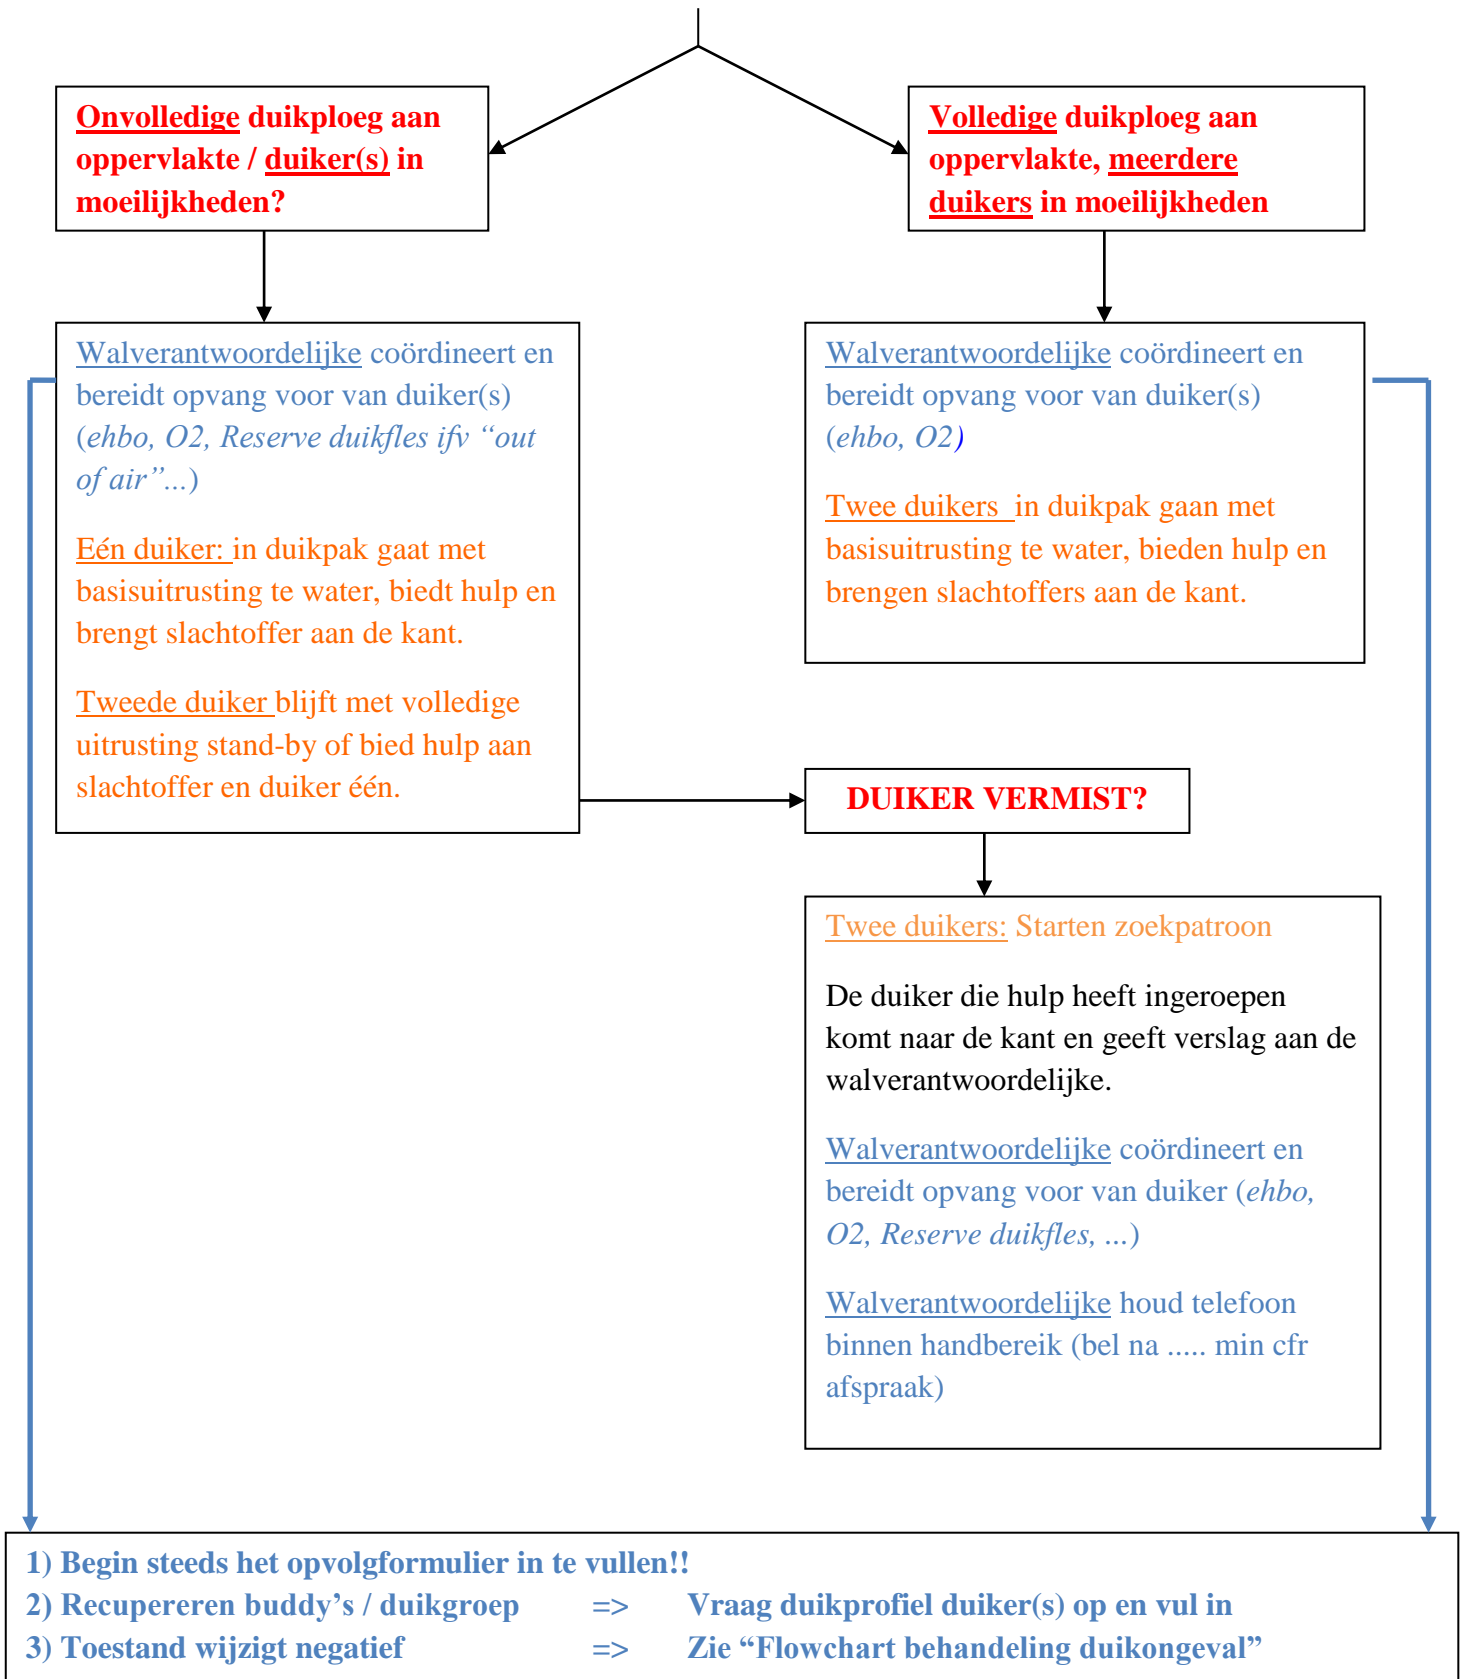 Onvolledige duikploeg aan
oppervlakte / duiker(s) in
moeilijkheden?
Volledige duikploeg aan
oppervlakte, meerdere
duikers in moeilijkheden
Walverantwoordelijke coördineert en
bereidt opvang voor van duiker(s)
(ehbo, O2, Reserve duikfles ifv “out
of air”...)
Eén duiker: in duikpak gaat met
basisuitrusting te water, biedt hulp en
brengt slachtoffer aan de kant.
Tweede duiker blijft met volledige
uitrusting stand-by of bied hulp aan
slachtoffer en duiker één.
Walverantwoordelijke coördineert en
bereidt opvang voor van duiker(s)
(ehbo, O2)
Twee duikers in duikpak gaan met
basisuitrusting te water, bieden hulp en
brengen slachtoffers aan de kant.
DUIKER VERMIST?
Twee duikers: Starten zoekpatroon
De duiker die hulp heeft ingeroepen
komt naar de kant en geeft verslag aan de
walverantwoordelijke.
Walverantwoordelijke coördineert en
bereidt opvang voor van duiker (ehbo,
O2, Reserve duikfles, ...)
Walverantwoordelijke houd telefoon
binnen handbereik (bel na ..... min cfr
afspraak)
1) Begin steeds het opvolgformulier in te vullen!!
2) Recupereren buddy’s / duikgroep => Vraag duikprofiel duiker(s) op en vul in
3) Toestand wijzigt negatief => Zie “Flowchart behandeling duikongeval”